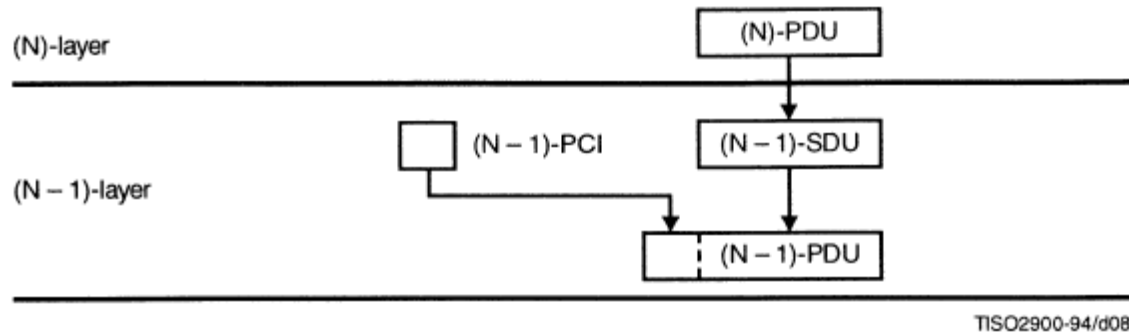 (N)-layer
(N)-PDU
(N – 1)-PCI
(N – 1)-SDU
(N – 1)-layer
(N – 1)-PDU
TISO2900-94/d08